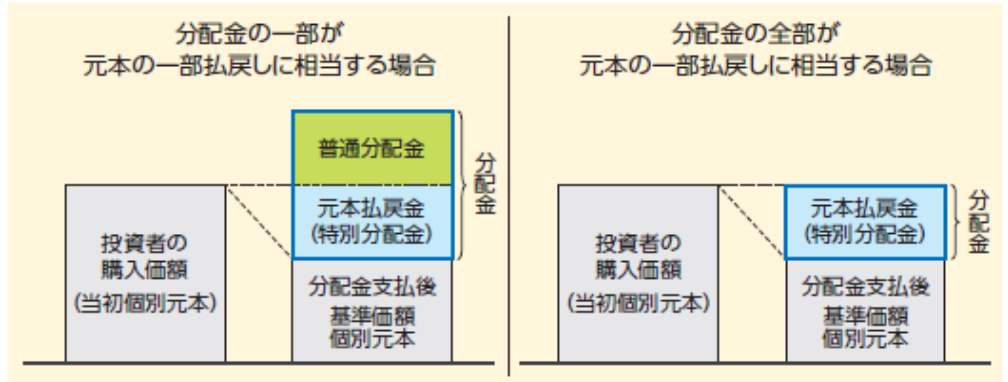 分配金の一部が
元本の一部払戻しに相当する場合
普通分配金
元本払戻金
(特別分配金)
分配金
投資者の
購入価額
(当初個別元本)
分配金支払後
基準価額
個別元本
分配金の全部が
元本の一部払戻しに相当する場合
元本払戻金
(特別分配金)
分配金
投資者の
購入価額
(当初個別元本)
分配金支払後
基準価額
個別元本